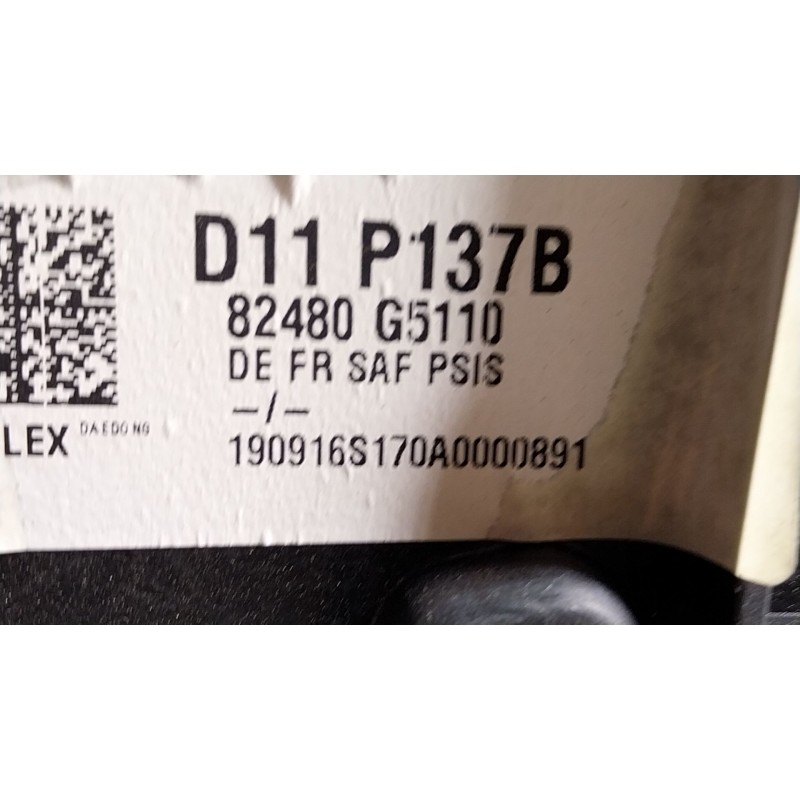 D11 P137B
82480 G5110
DE FR SAF PSIS
-/-
LEX DAEDONG
190916S170A0000891